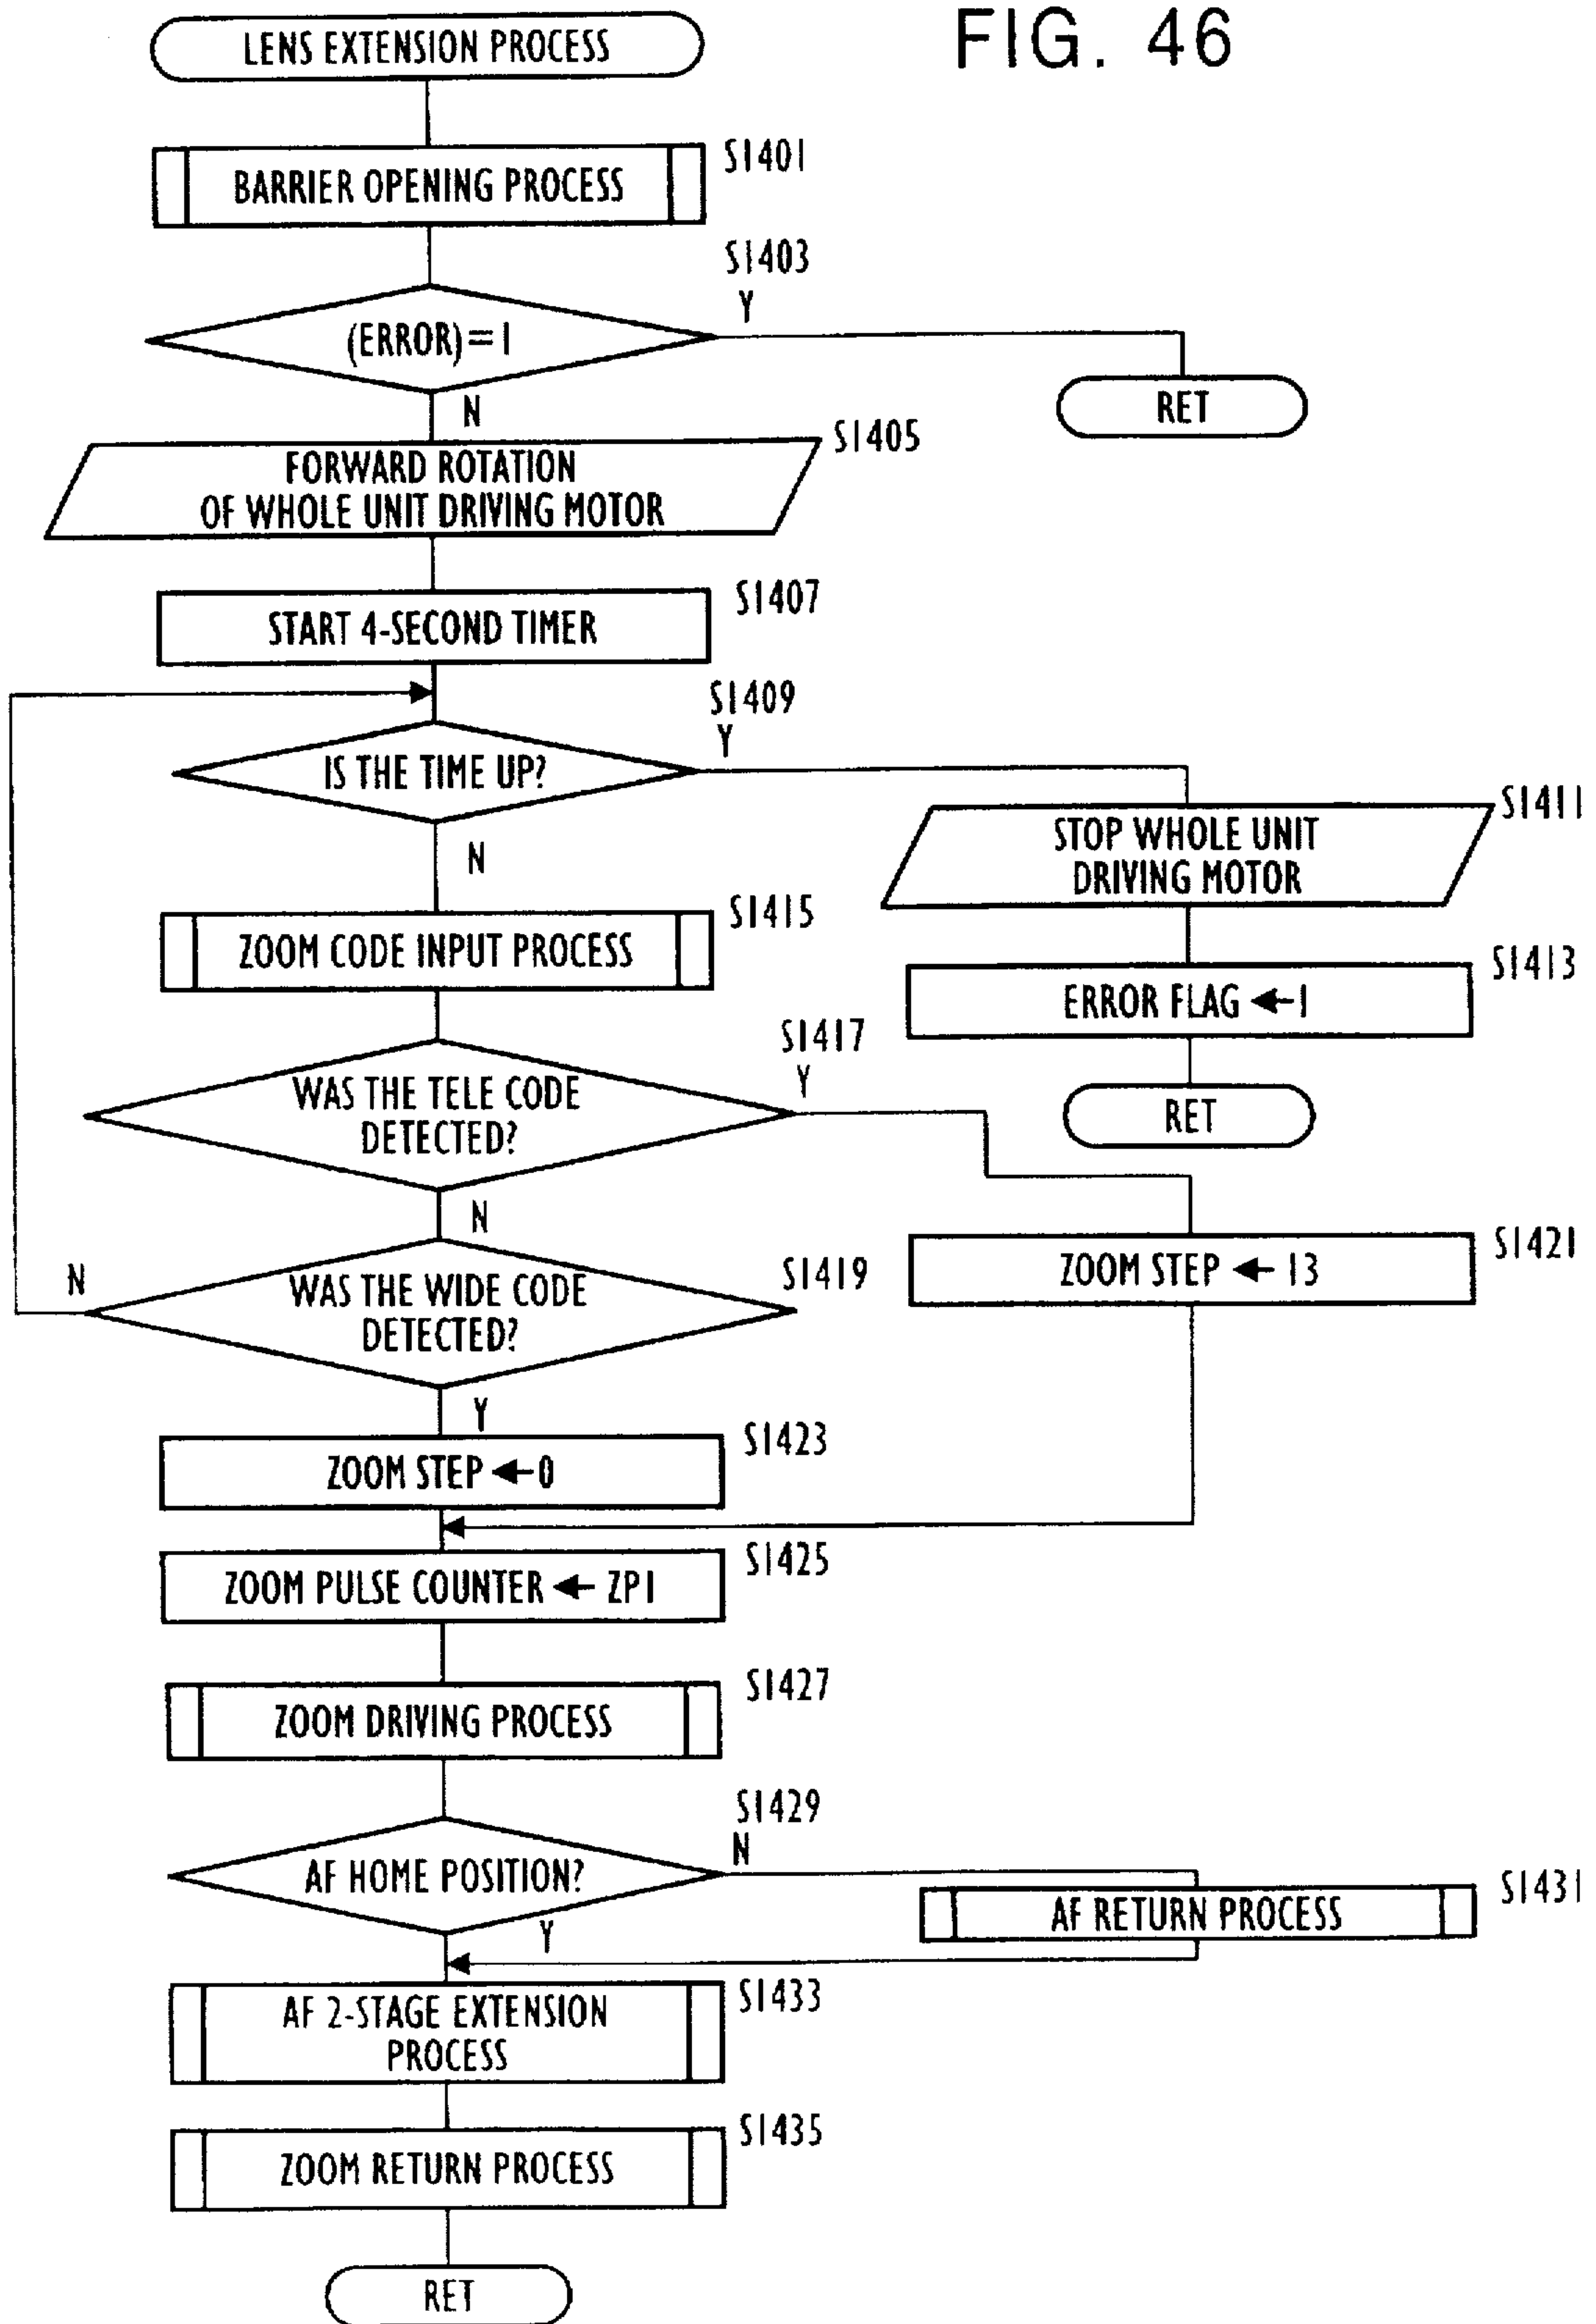 FIG. 46
LENS EXTENSION PROCESS
S1401
BARRIER OPENING PROCESS
S1403
Y
(ERROR)=1
RET
N
S1405
FORWARD ROTATION
OF WHOLE UNIT DRIVING MOTOR
S1407
START 4-SECOND TIMER
S1409
Y
IS THE TIME UP?
S1411
STOP WHOLE UNIT
DRIVING MOTOR
N
S1415
ZOOM CODE INPUT PROCESS
S1413
ERROR FLAG ←1
S1417
Y
WAS THE TELE CODE
DETECTED?
RET
N
S1421
ZOOM STEP ← 13
S1419
N
WAS THE WIDE CODE
DETECTED?
Y
S1423
ZOOM STEP ←0
S1425
ZOOM PULSE COUNTER ← ZP1
S1427
ZOOM DRIVING PROCESS
S1429
N
AF HOME POSITION?
S1431
AF RETURN PROCESS
Y
S1433
AF 2-STAGE EXTENSION
PROCESS
S1435
ZOOM RETURN PROCESS
RET